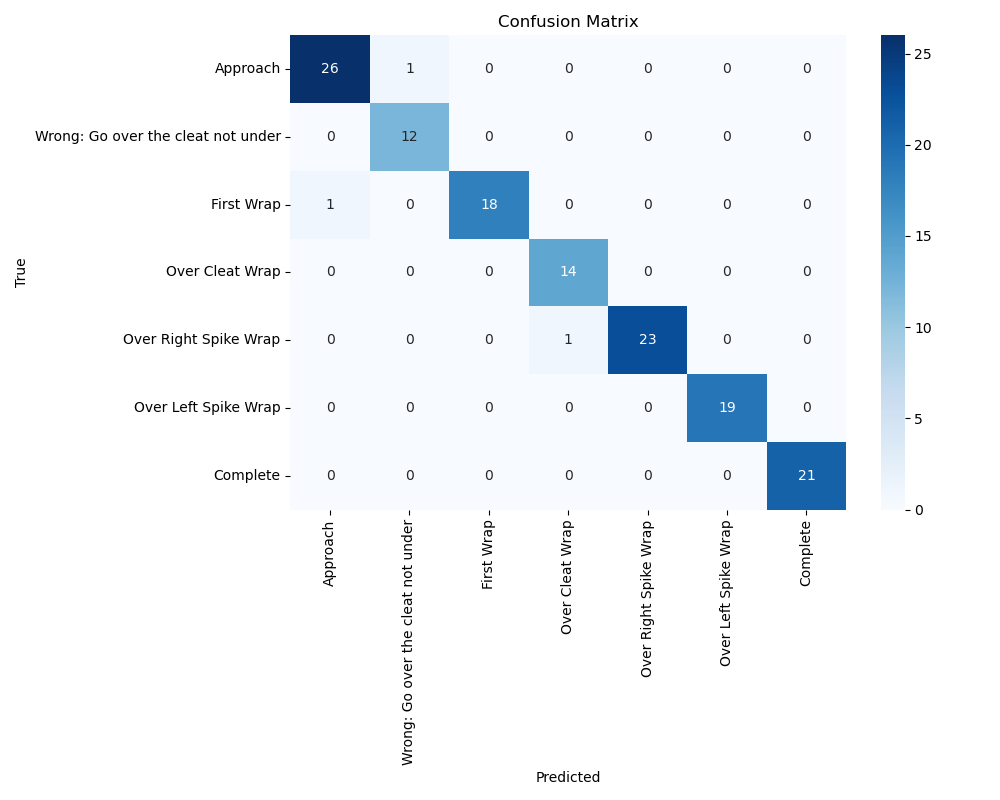 Confusion Matrix
Approach 26 1 0 0 0 0 0
Wrong: Go over the cleat not under 0 12 0 0 0 0 0
First Wrap 1 0 18 0 0 0 0
Over Cleat Wrap 0 0 0 14 0 0 0
Over Right Spike Wrap 0 0 0 1 23 0 0
Over Left Spike Wrap 0 0 0 0 0 19 0
Complete 0 0 0 0 0 0 21
True
Approach
Wrong: Go over the cleat not under
First Wrap
Over Cleat Wrap
Over Right Spike Wrap
Over Left Spike Wrap
Complete
Predicted
25
20
15
10
5
0